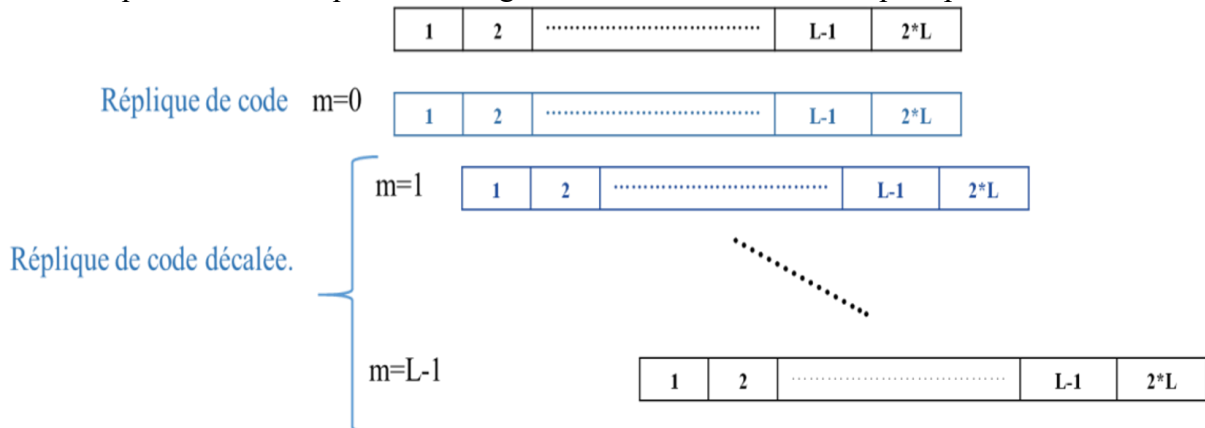 1 2 ........................................ L-1 2*L
Réplique de code m=0
1 2 ........................................ L-1 2*L
m=1
1 2 ........................................ L-1 2*L
Réplique de code décalée.
m=L-1
1 2 ........................................ L-1 2*L